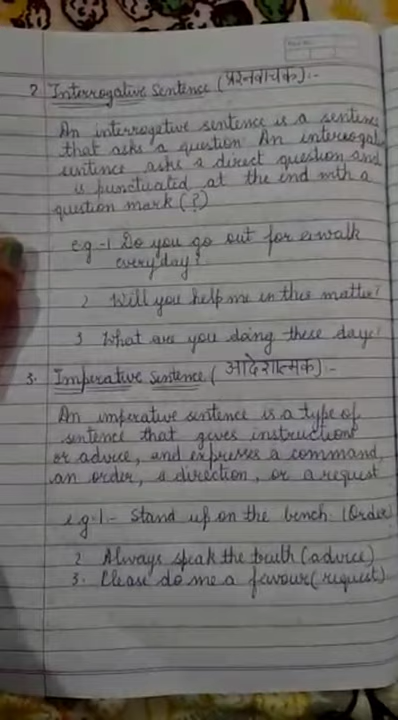 2 Interrogative Sentence (प्रश्नवाचक) :-
An interrogetive sentence is a sentence
that asks a question An interrogat
sentence asks a direct question and
is punctuated at the end with a
question mark (?)
e.g -1 Do you go out for a walk
everyday?
2 Will you help me in this matter?
3 What are you doing these days?
3. Imperative Sentence ( आदेशात्मक) :-
An imperative sentence is a type of
sentence that gives instructions
or advice, and expresses a command,
an order, a direction, or a request
e.g 1 - Stand up on the bench. (Order)
2 Always speak the truth (advice)
3. Please do me a favour (request)